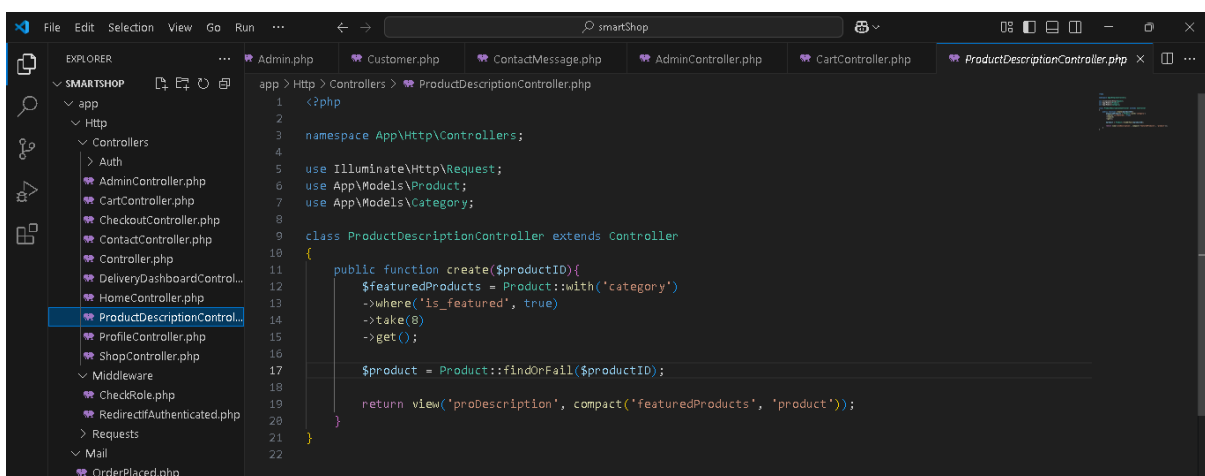 File Edit Selection View Go Run ··· ← → smartShop
EXPLORER ···
SMARTSHOP
app
Http
Controllers
Auth
AdminController.php
CartController.php
CheckoutController.php
ContactController.php
Controller.php
DeliveryDashboardControl...
HomeController.php
ProductDescriptionControl...
ProfileController.php
ShopController.php
Middleware
CheckRole.php
RedirectIfAuthenticated.php
Requests
Mail
OrderPlaced.php
Admin.php Customer.php ContactMessage.php AdminController.php CartController.php ProductDescriptionController.php ···
app > Http > Controllers > ProductDescriptionController.php
1 <?php
2
3 namespace App\Http\Controllers;
4
5 use Illuminate\Http\Request;
6 use App\Models\Product;
7 use App\Models\Category;
8
9 class ProductDescriptionController extends Controller
10 {
11 public function create($productID){
12 $featuredProducts = Product::with('category')
13 ->where('is_featured', true)
14 ->take(8)
15 ->get();
16
17 $product = Product::findOrFail($productID);
18
19 return view('proDescription', compact('featuredProducts', 'product'));
20 }
21 }
22